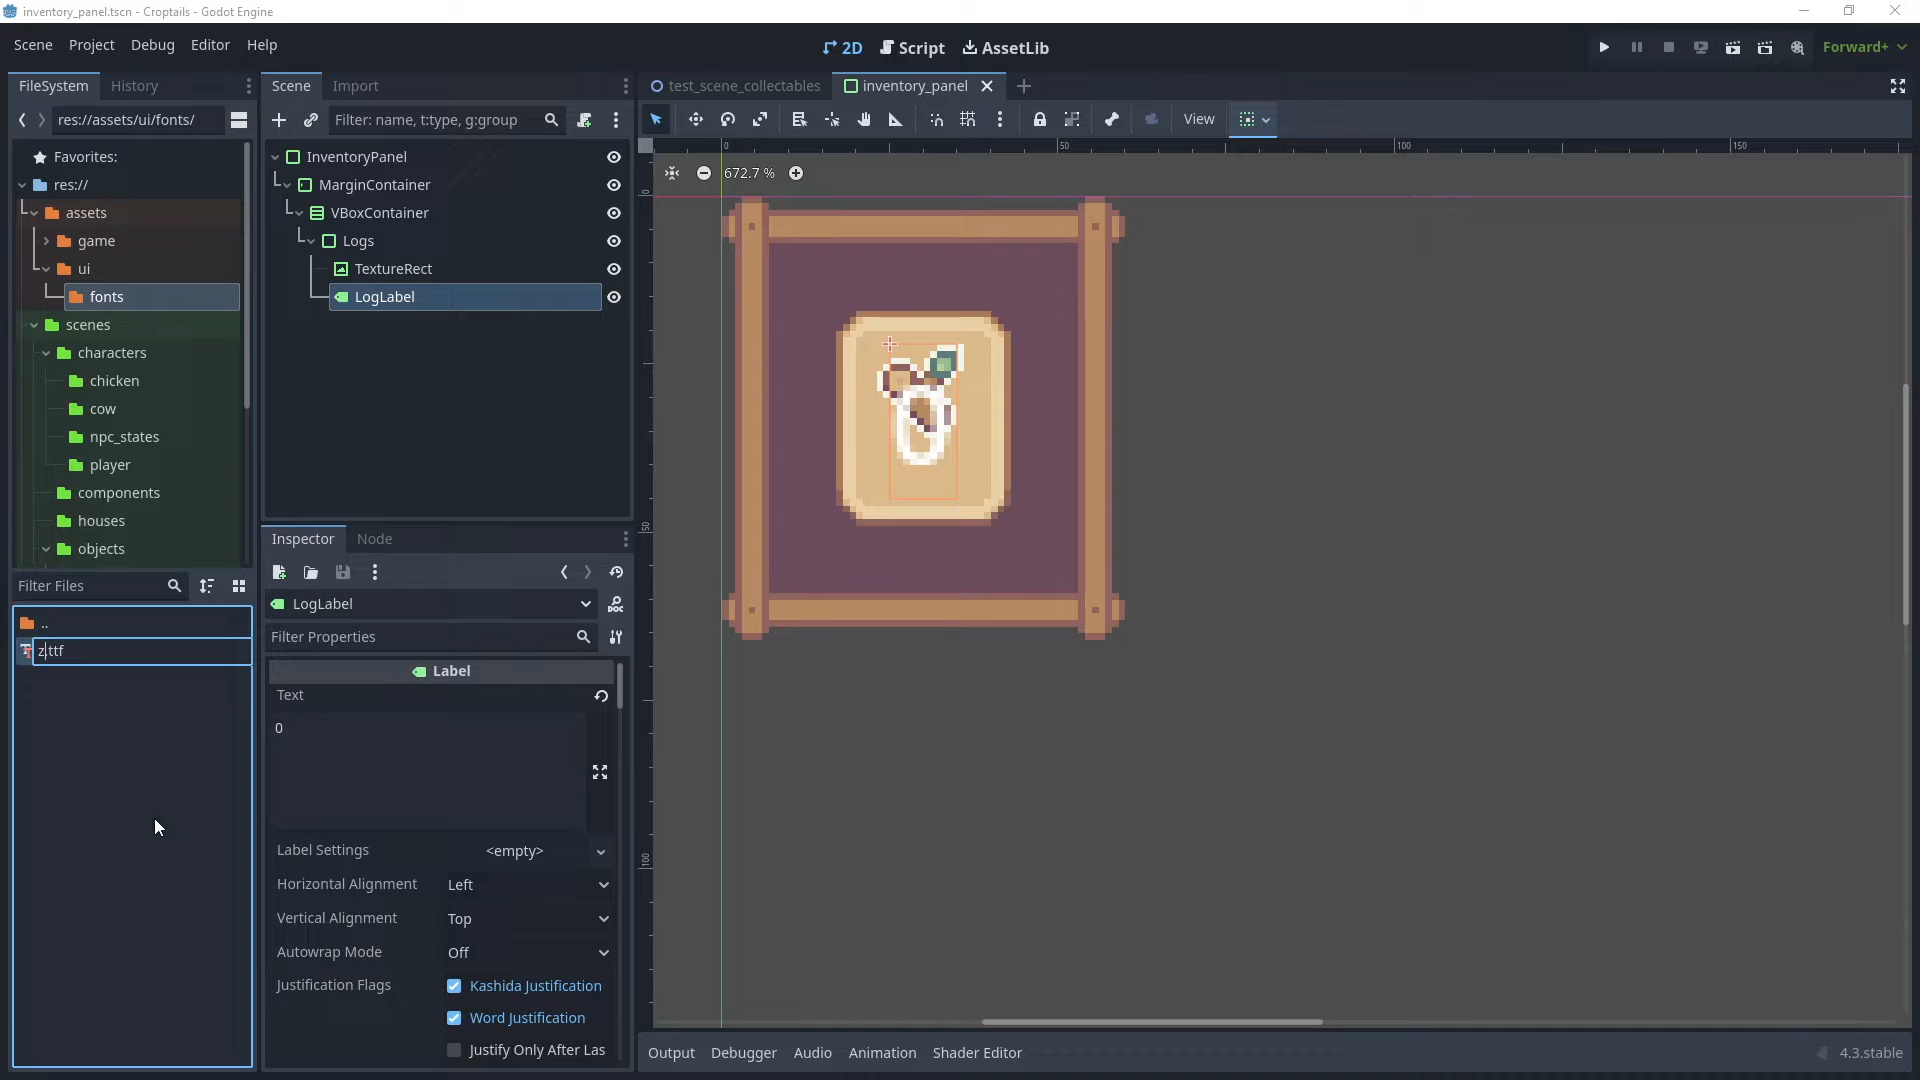 inventory_panel.tscn - Croptails - Godot Engine
Scene Project Debug Editor Help
2D Script AssetLib
Forward+
FileSystem History
Scene Import
test_scene_collectables inventory_panel
res://assets/ui/fonts/
Filter: name, t:type, g:group
View
Favorites:
res://
assets
game
ui
fonts
scenes
characters
chicken
cow
npc_states
player
components
houses
objects
InventoryPanel
MarginContainer
VBoxContainer
Logs
TextureRect
LogLabel
0 50 100 150
672.7 %
0
50
100
0
Filter Files
..
z.ttf
Inspector Node
LogLabel
Filter Properties
Label
Text
0
Label Settings <empty>
Horizontal Alignment Left
Vertical Alignment Top
Autowrap Mode Off
Justification Flags Kashida Justification
Word Justification
Justify Only After Las
Output Debugger Audio Animation Shader Editor
4.3.stable